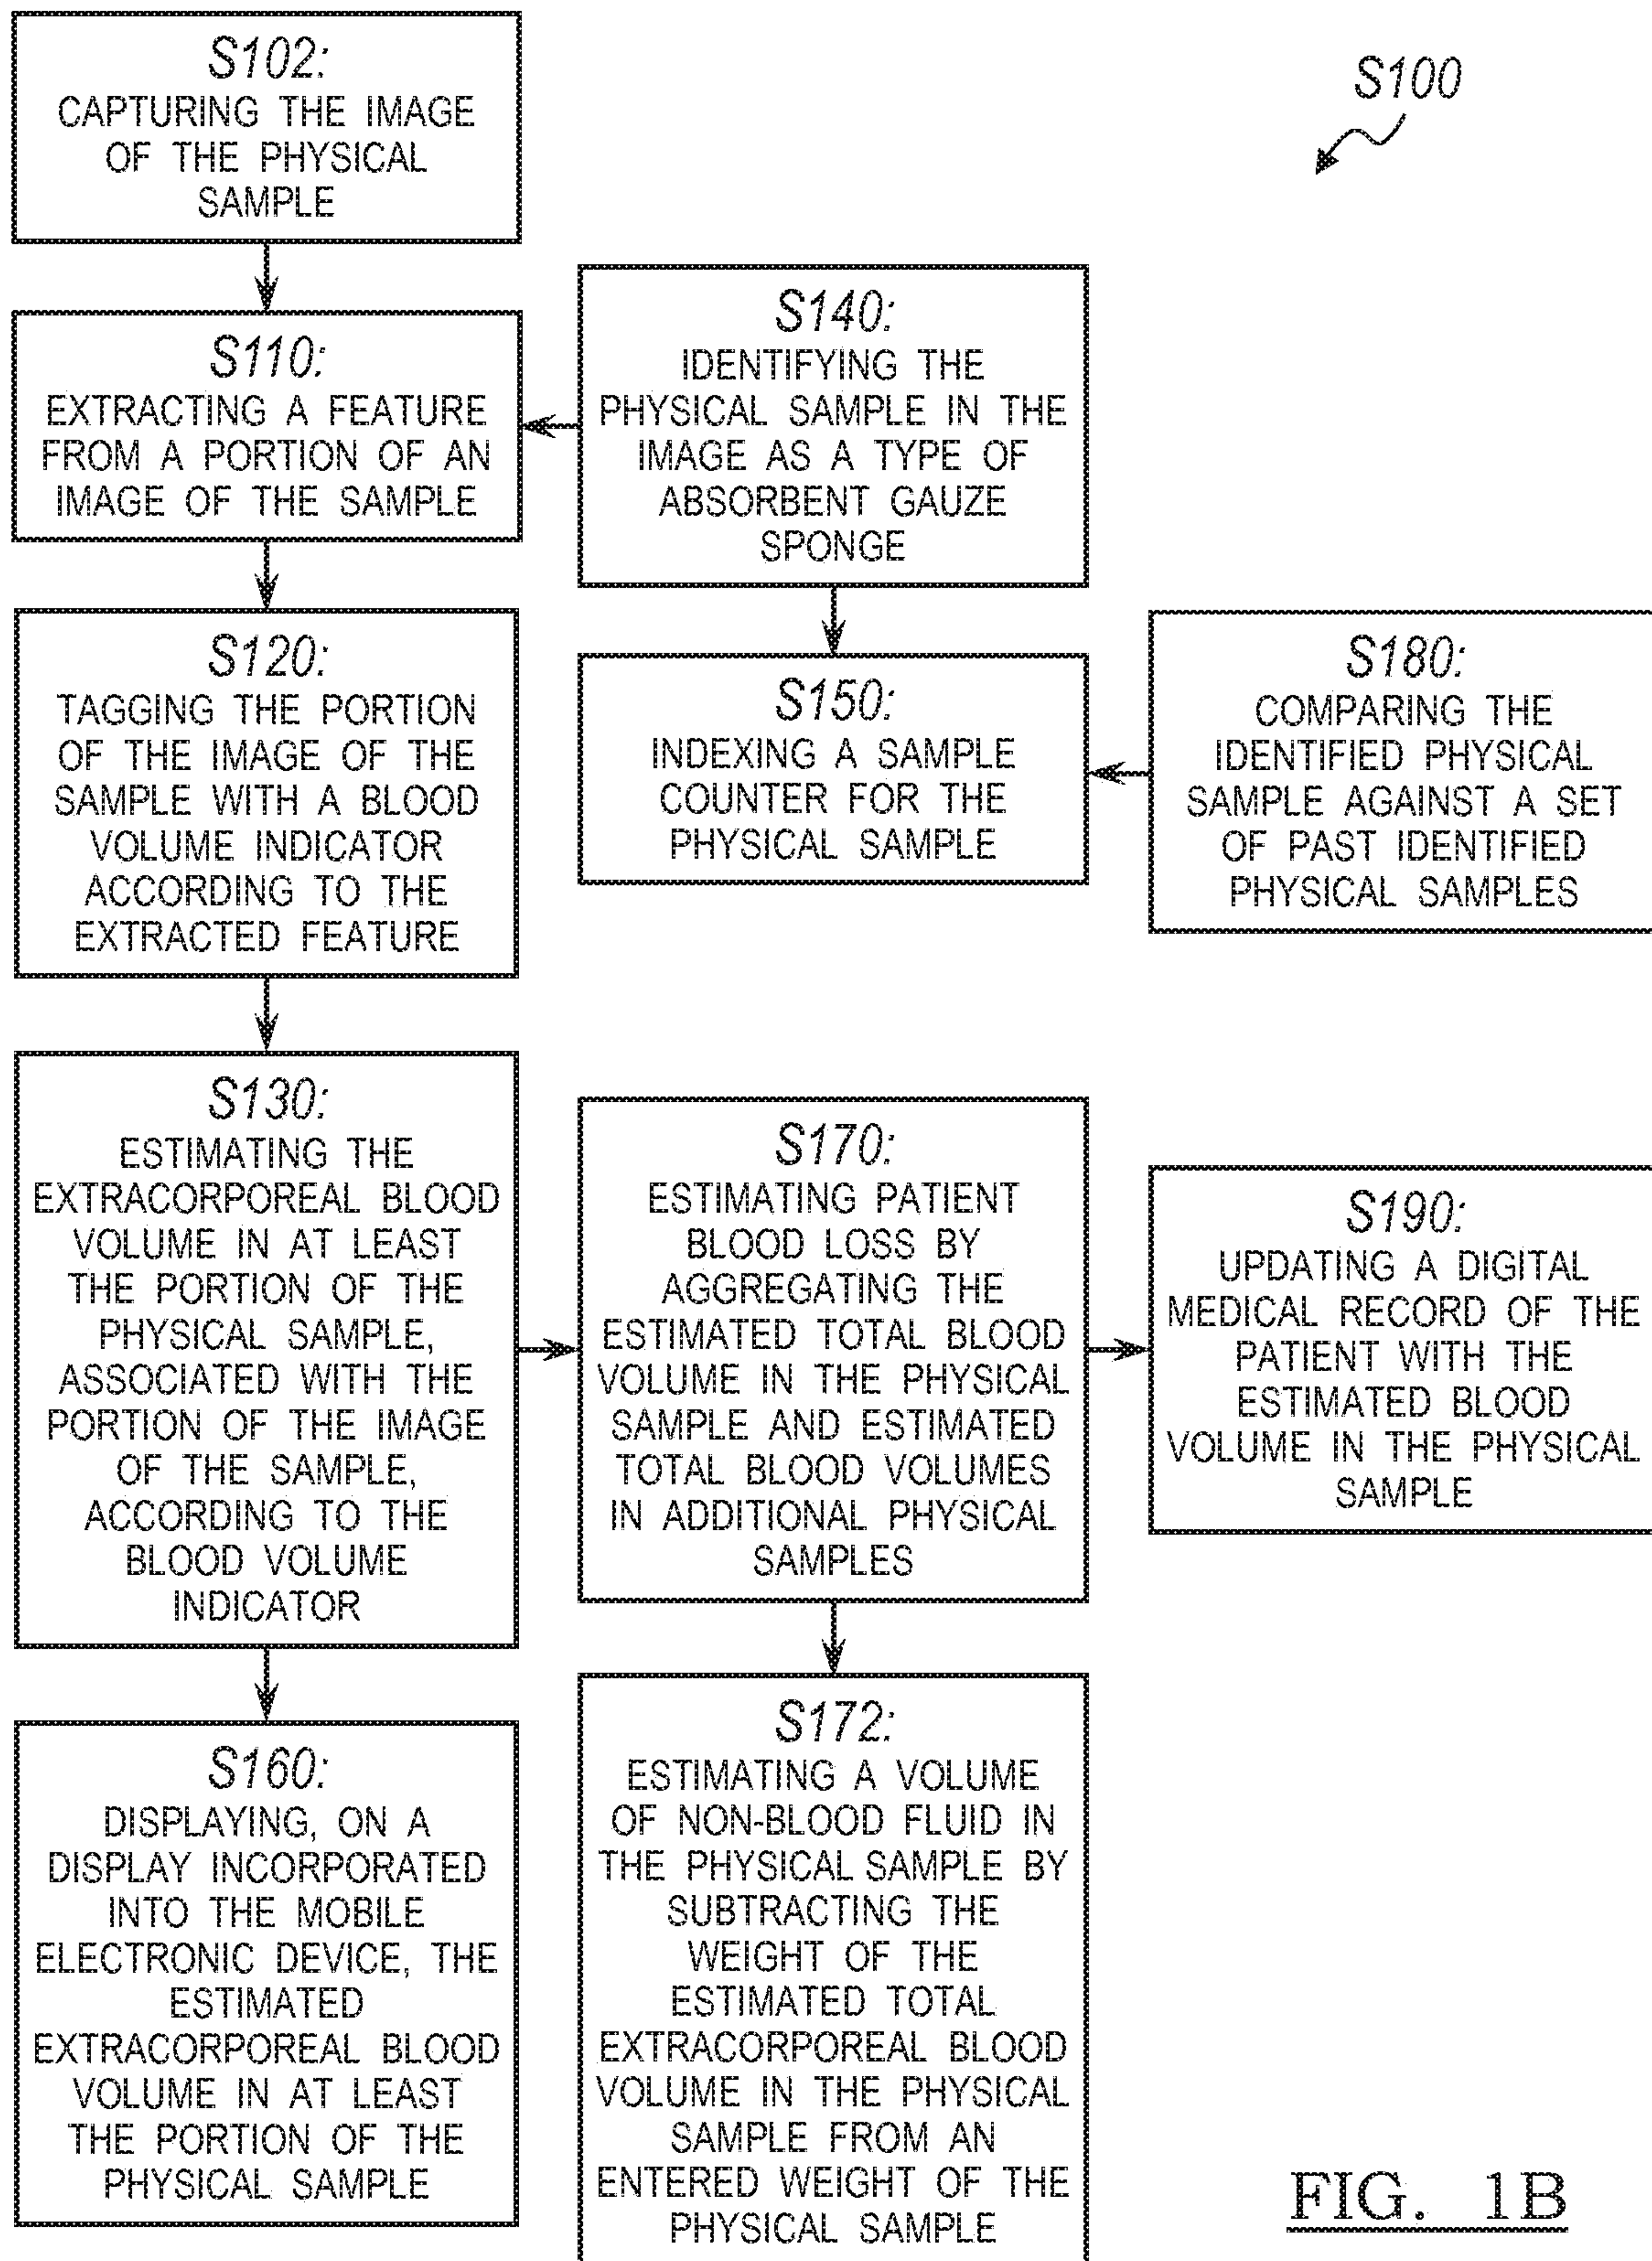 S102:
CAPTURING THE IMAGE
OF THE PHYSICAL
SAMPLE
S100
S110:
EXTRACTING A FEATURE
FROM A PORTION OF AN
IMAGE OF THE SAMPLE
S140:
IDENTIFYING THE
PHYSICAL SAMPLE IN THE
IMAGE AS A TYPE OF
ABSORBENT GAUZE
SPONGE
S120:
TAGGING THE PORTION
OF THE IMAGE OF THE
SAMPLE WITH A BLOOD
VOLUME INDICATOR
ACCORDING TO THE
EXTRACTED FEATURE
S150:
INDEXING A SAMPLE
COUNTER FOR THE
PHYSICAL SAMPLE
S180:
COMPARING THE
IDENTIFIED PHYSICAL
SAMPLE AGAINST A SET
OF PAST IDENTIFIED
PHYSICAL SAMPLES
S130:
ESTIMATING THE
EXTRACORPOREAL BLOOD
VOLUME IN AT LEAST
THE PORTION OF THE
PHYSICAL SAMPLE,
ASSOCIATED WITH THE
PORTION OF THE IMAGE
OF THE SAMPLE,
ACCORDING TO THE
BLOOD VOLUME
INDICATOR
S170:
ESTIMATING PATIENT
BLOOD LOSS BY
AGGREGATING THE
ESTIMATED TOTAL BLOOD
VOLUME IN THE PHYSICAL
SAMPLE AND ESTIMATED
TOTAL BLOOD VOLUMES
IN ADDITIONAL PHYSICAL
SAMPLES
S190:
UPDATING A DIGITAL
MEDICAL RECORD OF THE
PATIENT WITH THE
ESTIMATED BLOOD
VOLUME IN THE PHYSICAL
SAMPLE
S160:
DISPLAYING, ON A
DISPLAY INCORPORATED
INTO THE MOBILE
ELECTRONIC DEVICE, THE
ESTIMATED
EXTRACORPOREAL BLOOD
VOLUME IN AT LEAST
THE PORTION OF THE
PHYSICAL SAMPLE
S172:
ESTIMATING A VOLUME
OF NON-BLOOD FLUID IN
THE PHYSICAL SAMPLE BY
SUBTRACTING THE
WEIGHT OF THE
ESTIMATED TOTAL
EXTRACORPOREAL BLOOD
VOLUME IN THE PHYSICAL
SAMPLE FROM AN
ENTERED WEIGHT OF THE
PHYSICAL SAMPLE
FIG. 1B